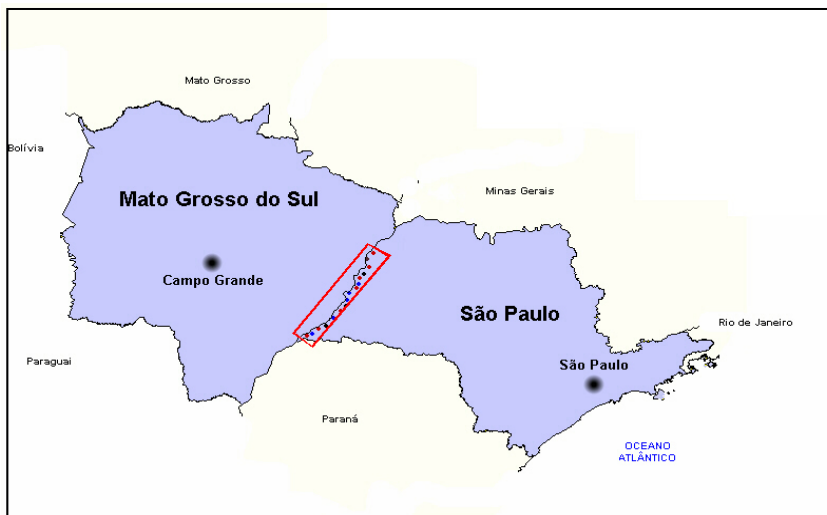 Mato Grosso
Bolívia
Minas Gerais
Mato Grosso do Sul
Campo Grande
São Paulo
Rio de Janeiro
Paraguai
São Paulo
Paraná
OCEANO
ATLÂNTICO